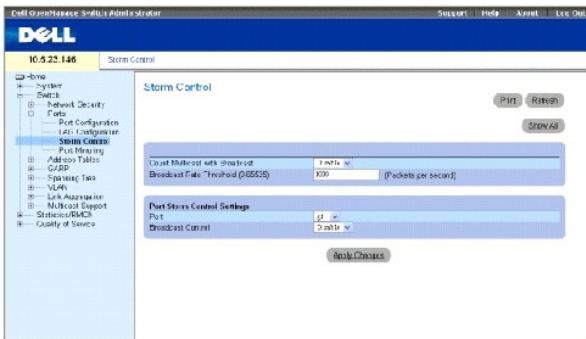 Dell OpenManage Switch Administrator
Support Help About Log Out
DELL
10.6.23.146
Storm Control
Home
System
Switch
Network Security
Ports
Port Configuration
LAG Configuration
Storm Control
Port Mirroring
Address Tables
GARP
Spanning Tree
VLAN
Link Aggregation
Multicast Support
Statistics/RMON
Quality of Service
Storm Control
Print Refresh
Show All
Count Multicast with Broadcast
Broadcast Rate Threshold (0-65535) (Packets per second)
Port Storm Control Settings
Port g1
Broadcast Control
Apply Changes